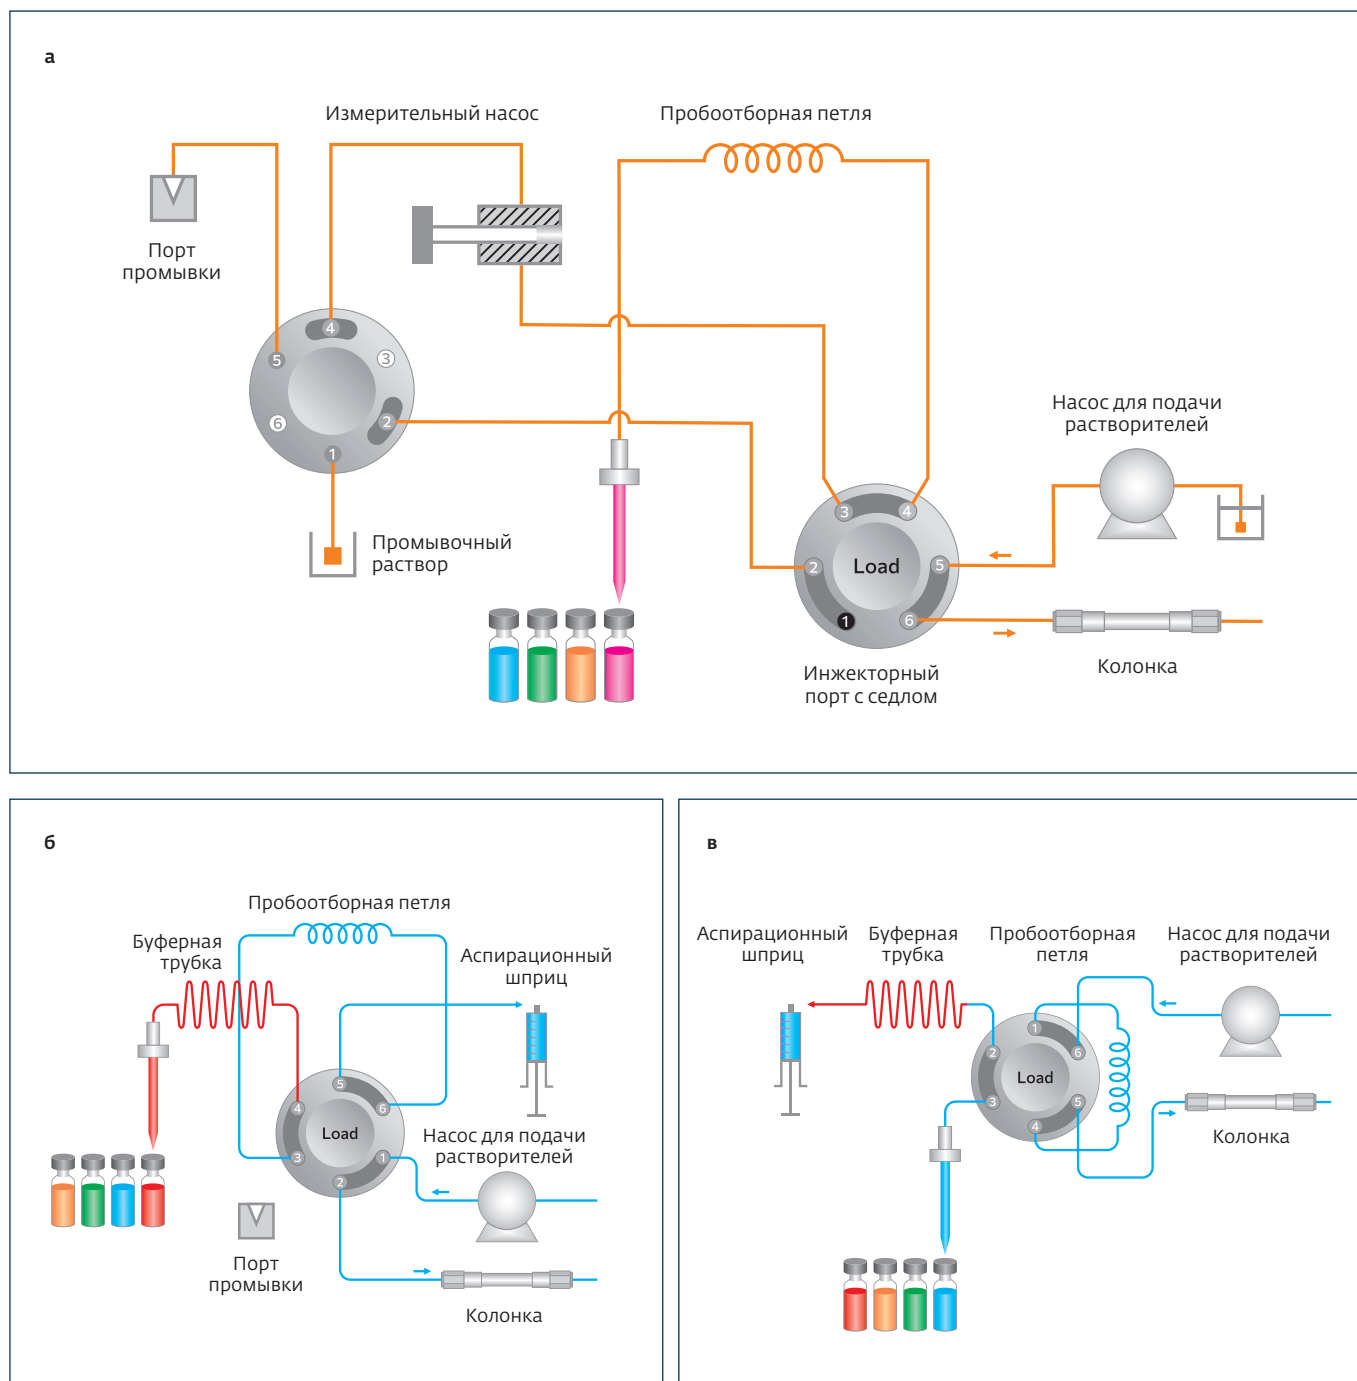 а
Измерительный насос
Пробоотборная петля
Порт
промывки
4
5
3
2
6
1
Промывочный
раствор
Насос для подачи
растворителей
3
4
2
Load
5
1
6
Инжекторный
порт с седлом
Колонка
б
Пробоотборная петля
Буферная
трубка
Аспирационный
шприц
5
4
6
Load
3
1
2
Насос для подачи
растворителей
Порт
промывки
Колонка
в
Аспирационный
шприц
Буферная
трубка
Пробоотборная
петля
Насос для подачи
растворителей
1
2
6
Load
3
5
4
Колонка